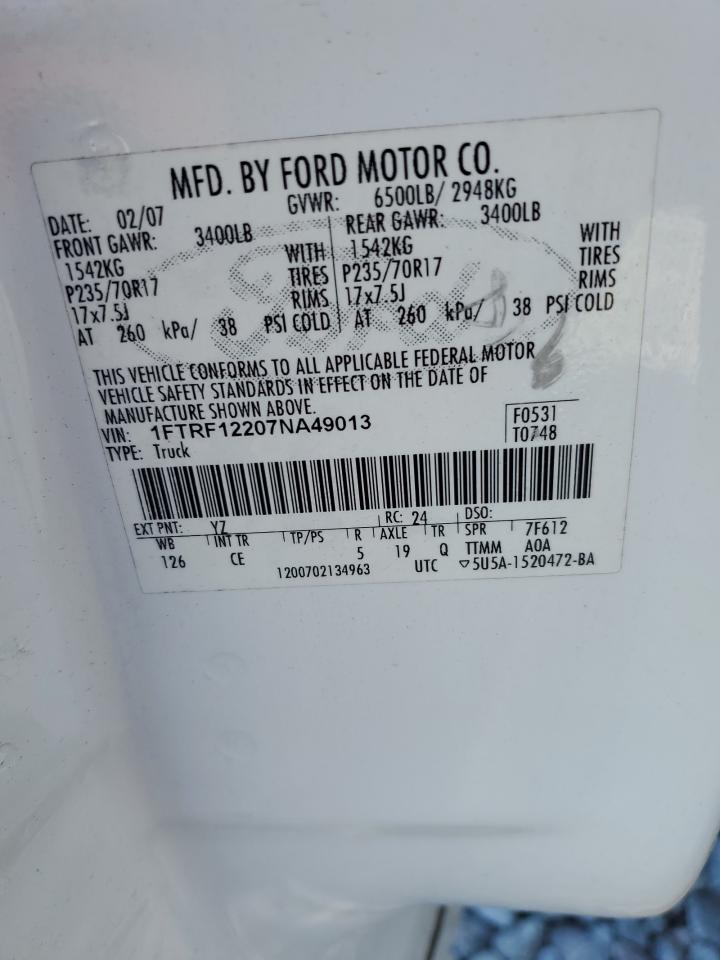 MFD. BY FORD MOTOR CO.
DATE: 02/07 GVWR: 6500LB/ 2948KG
FRONT GAWR: 3400LB REAR GAWR: 3400LB
1542KG WITH 1542KG WITH
P235/70R17 TIRES P235/70R17 TIRES
17x7.5J RIMS 17x7.5J RIMS
AT 260 kPa/ 38 PSI COLD AT 260 kPa/ 38 PSI COLD
THIS VEHICLE CONFORMS TO ALL APPLICABLE FEDERAL MOTOR
VEHICLE SAFETY STANDARDS IN EFFECT ON THE DATE OF
MANUFACTURE SHOWN ABOVE.
VIN: 1FTRF12207NA49013 F0531
TYPE: Truck T0748
EXT PNT: YZ RC: 24 DSO:
WB INT TR TP/PS R AXLE TR SPR 7F612
126 CE 5 19 Q TTMM A0A
1200702134963 UTC ▽5U5A-1520472-BA